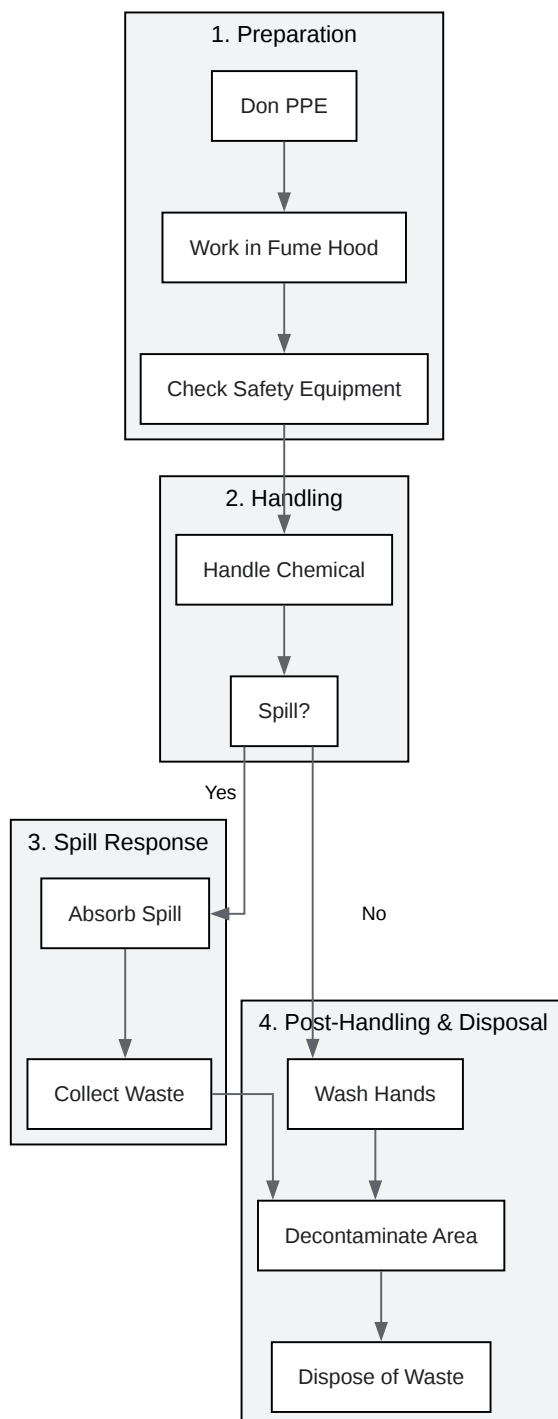 1. Preparation
Don PPE
Work in Fume Hood
Check Safety Equipment
2. Handling
Handle Chemical
Spill?
Yes
No
3. Spill Response
Absorb Spill
Collect Waste
4. Post-Handling & Disposal
Wash Hands
Decontaminate Area
Dispose of Waste